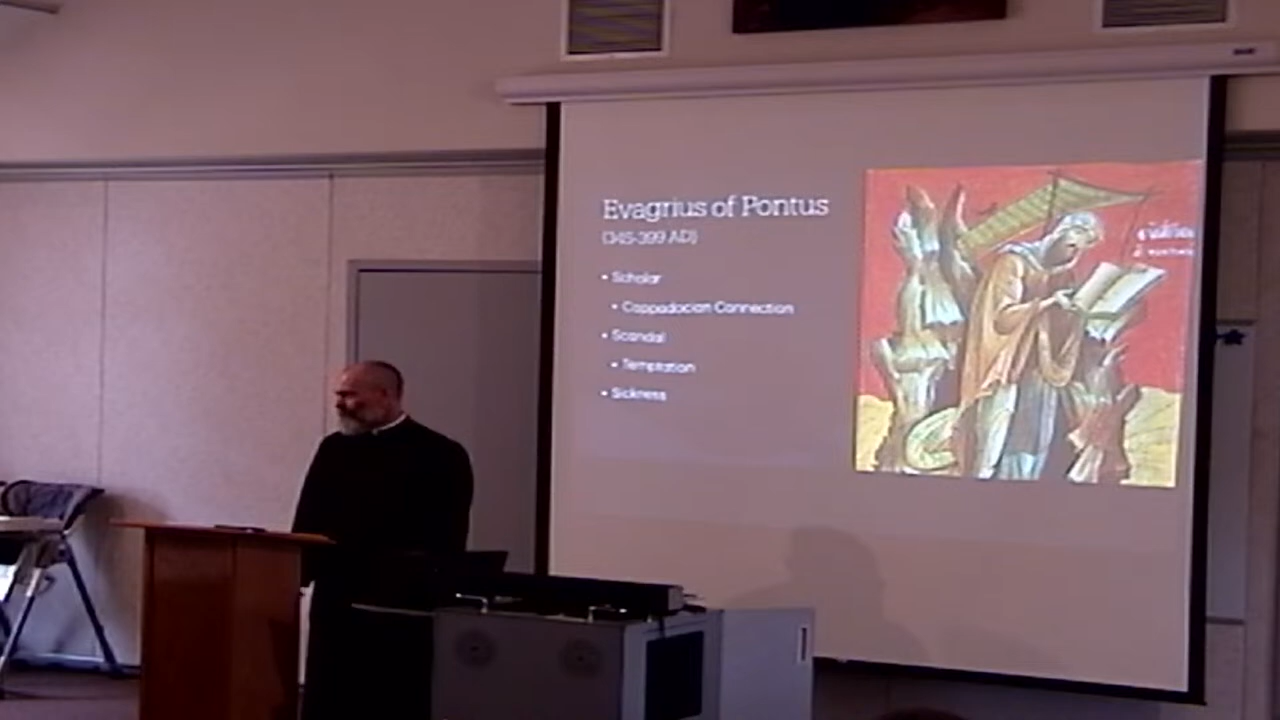 Evagrius of Pontus
(345-399 AD)
• Scholar
• Cappadocian Connection
• Scandal
• Temptation
• Sickness